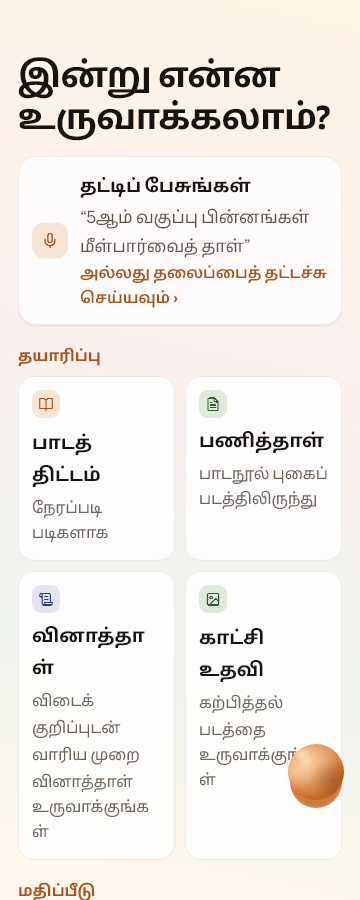 இன்று என்ன
உருவாக்கலாம்?
தட்டிப் பேசுங்கள்
“5ஆம் வகுப்பு பின்னங்கள்
மீள்பார்வைத் தாள்”
அல்லது தலைப்பைத் தட்டச்சு
செய்யவும் ›
தயாரிப்பு
பாடத்
திட்டம்
நேரப்படி
படிகளாக
பணித்தாள்
பாடநூல் புகைப்
படத்திலிருந்து
வினாத்தா
ள்
விடைக்
குறிப்புடன்
வாரிய முறை
வினாத்தாள்
உருவாக்குங்க
ள்
காட்சி
உதவி
கற்பித்தல்
படத்தை
ள்
மதிப்பீடு